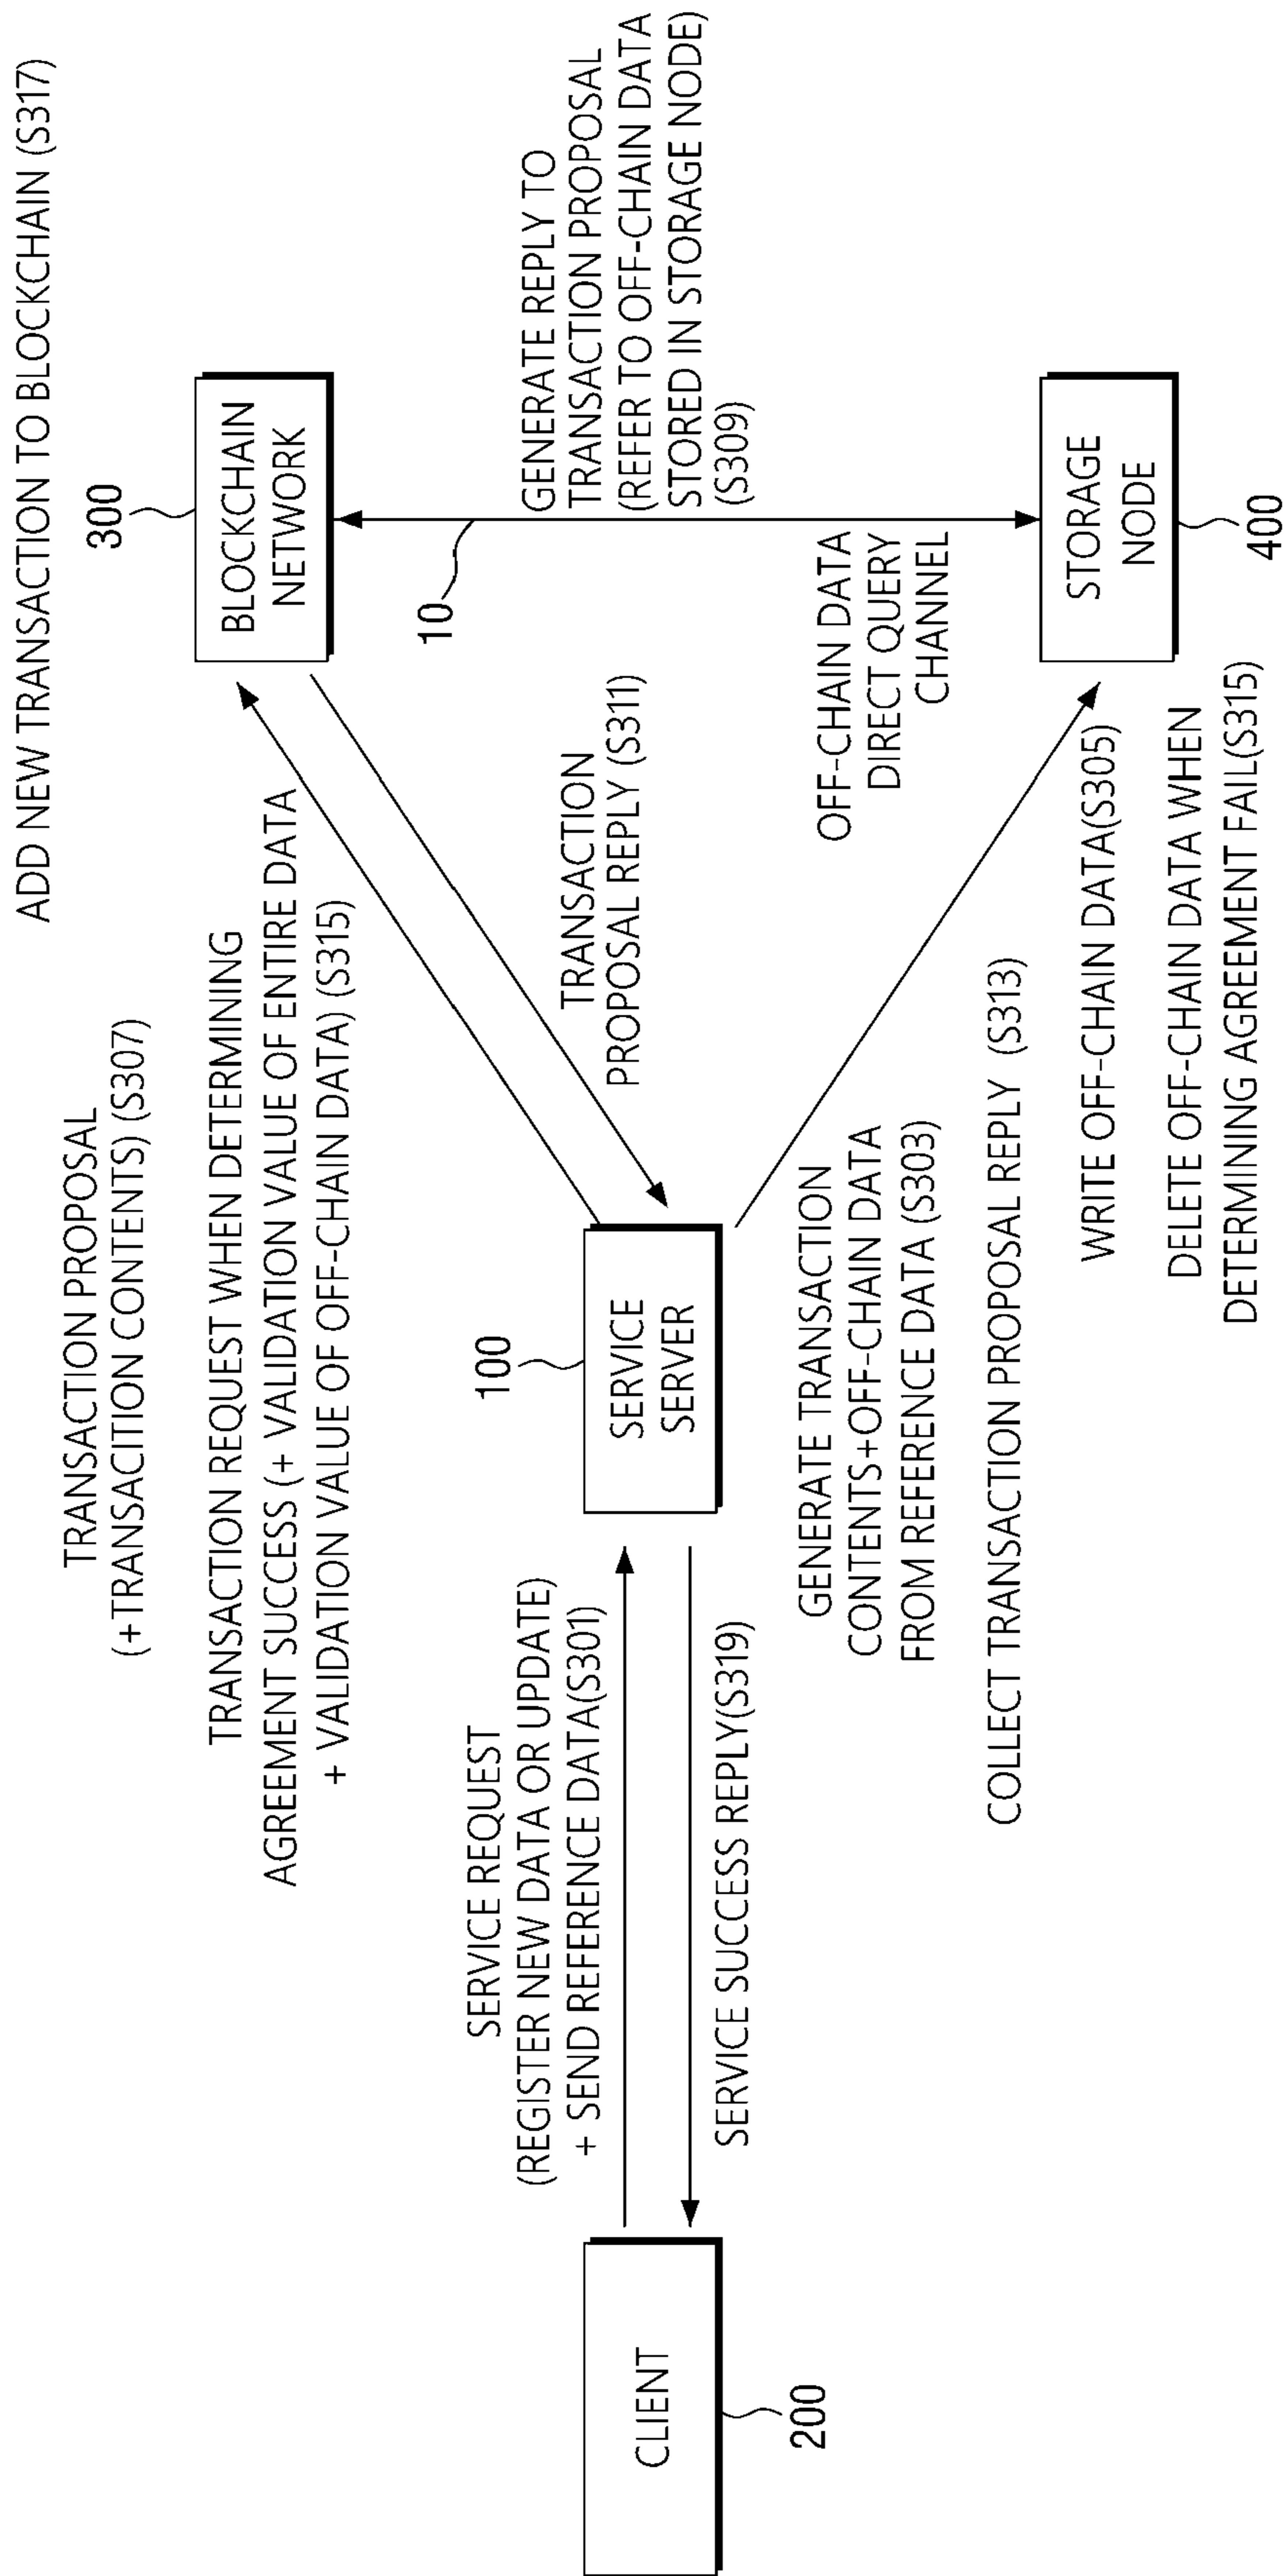 ADD NEW TRANSACTION TO BLOCKCHAIN (S317)
TRANSACTION PROPOSAL
(+TRANSACITION CONTENTS) (S307)
TRANSACTION REQUEST WHEN DETERMINING
AGREEMENT SUCCESS (+ VALIDATION VALUE OF ENTIRE DATA
+ VALIDATION VALUE OF OFF-CHAIN DATA) (S315)
300
BLOCKCHAIN
NETWORK
10
GENERATE REPLY TO
TRANSACTION PROPOSAL
(REFER TO OFF-CHAIN DATA
STORED IN STORAGE NODE)
(S309)
TRANSACTION
PROPOSAL REPLY (S311)
OFF-CHAIN DATA
DIRECT QUERY
CHANNEL
SERVICE REQUEST
(REGISTER NEW DATA OR UPDATE)
+ SEND REFERENCE DATA(S301)
CLIENT
200
SERVICE SUCCESS REPLY(S319)
100
SERVICE
SERVER
GENERATE TRANSACTION
CONTENTS+OFF-CHAIN DATA
FROM REFERENCE DATA (S303)
COLLECT TRANSACTION PROPOSAL REPLY (S313)
WRITE OFF-CHAIN DATA(S305)
DELETE OFF-CHAIN DATA WHEN
DETERMINING AGREEMENT FAIL(S315)
STORAGE
NODE
400